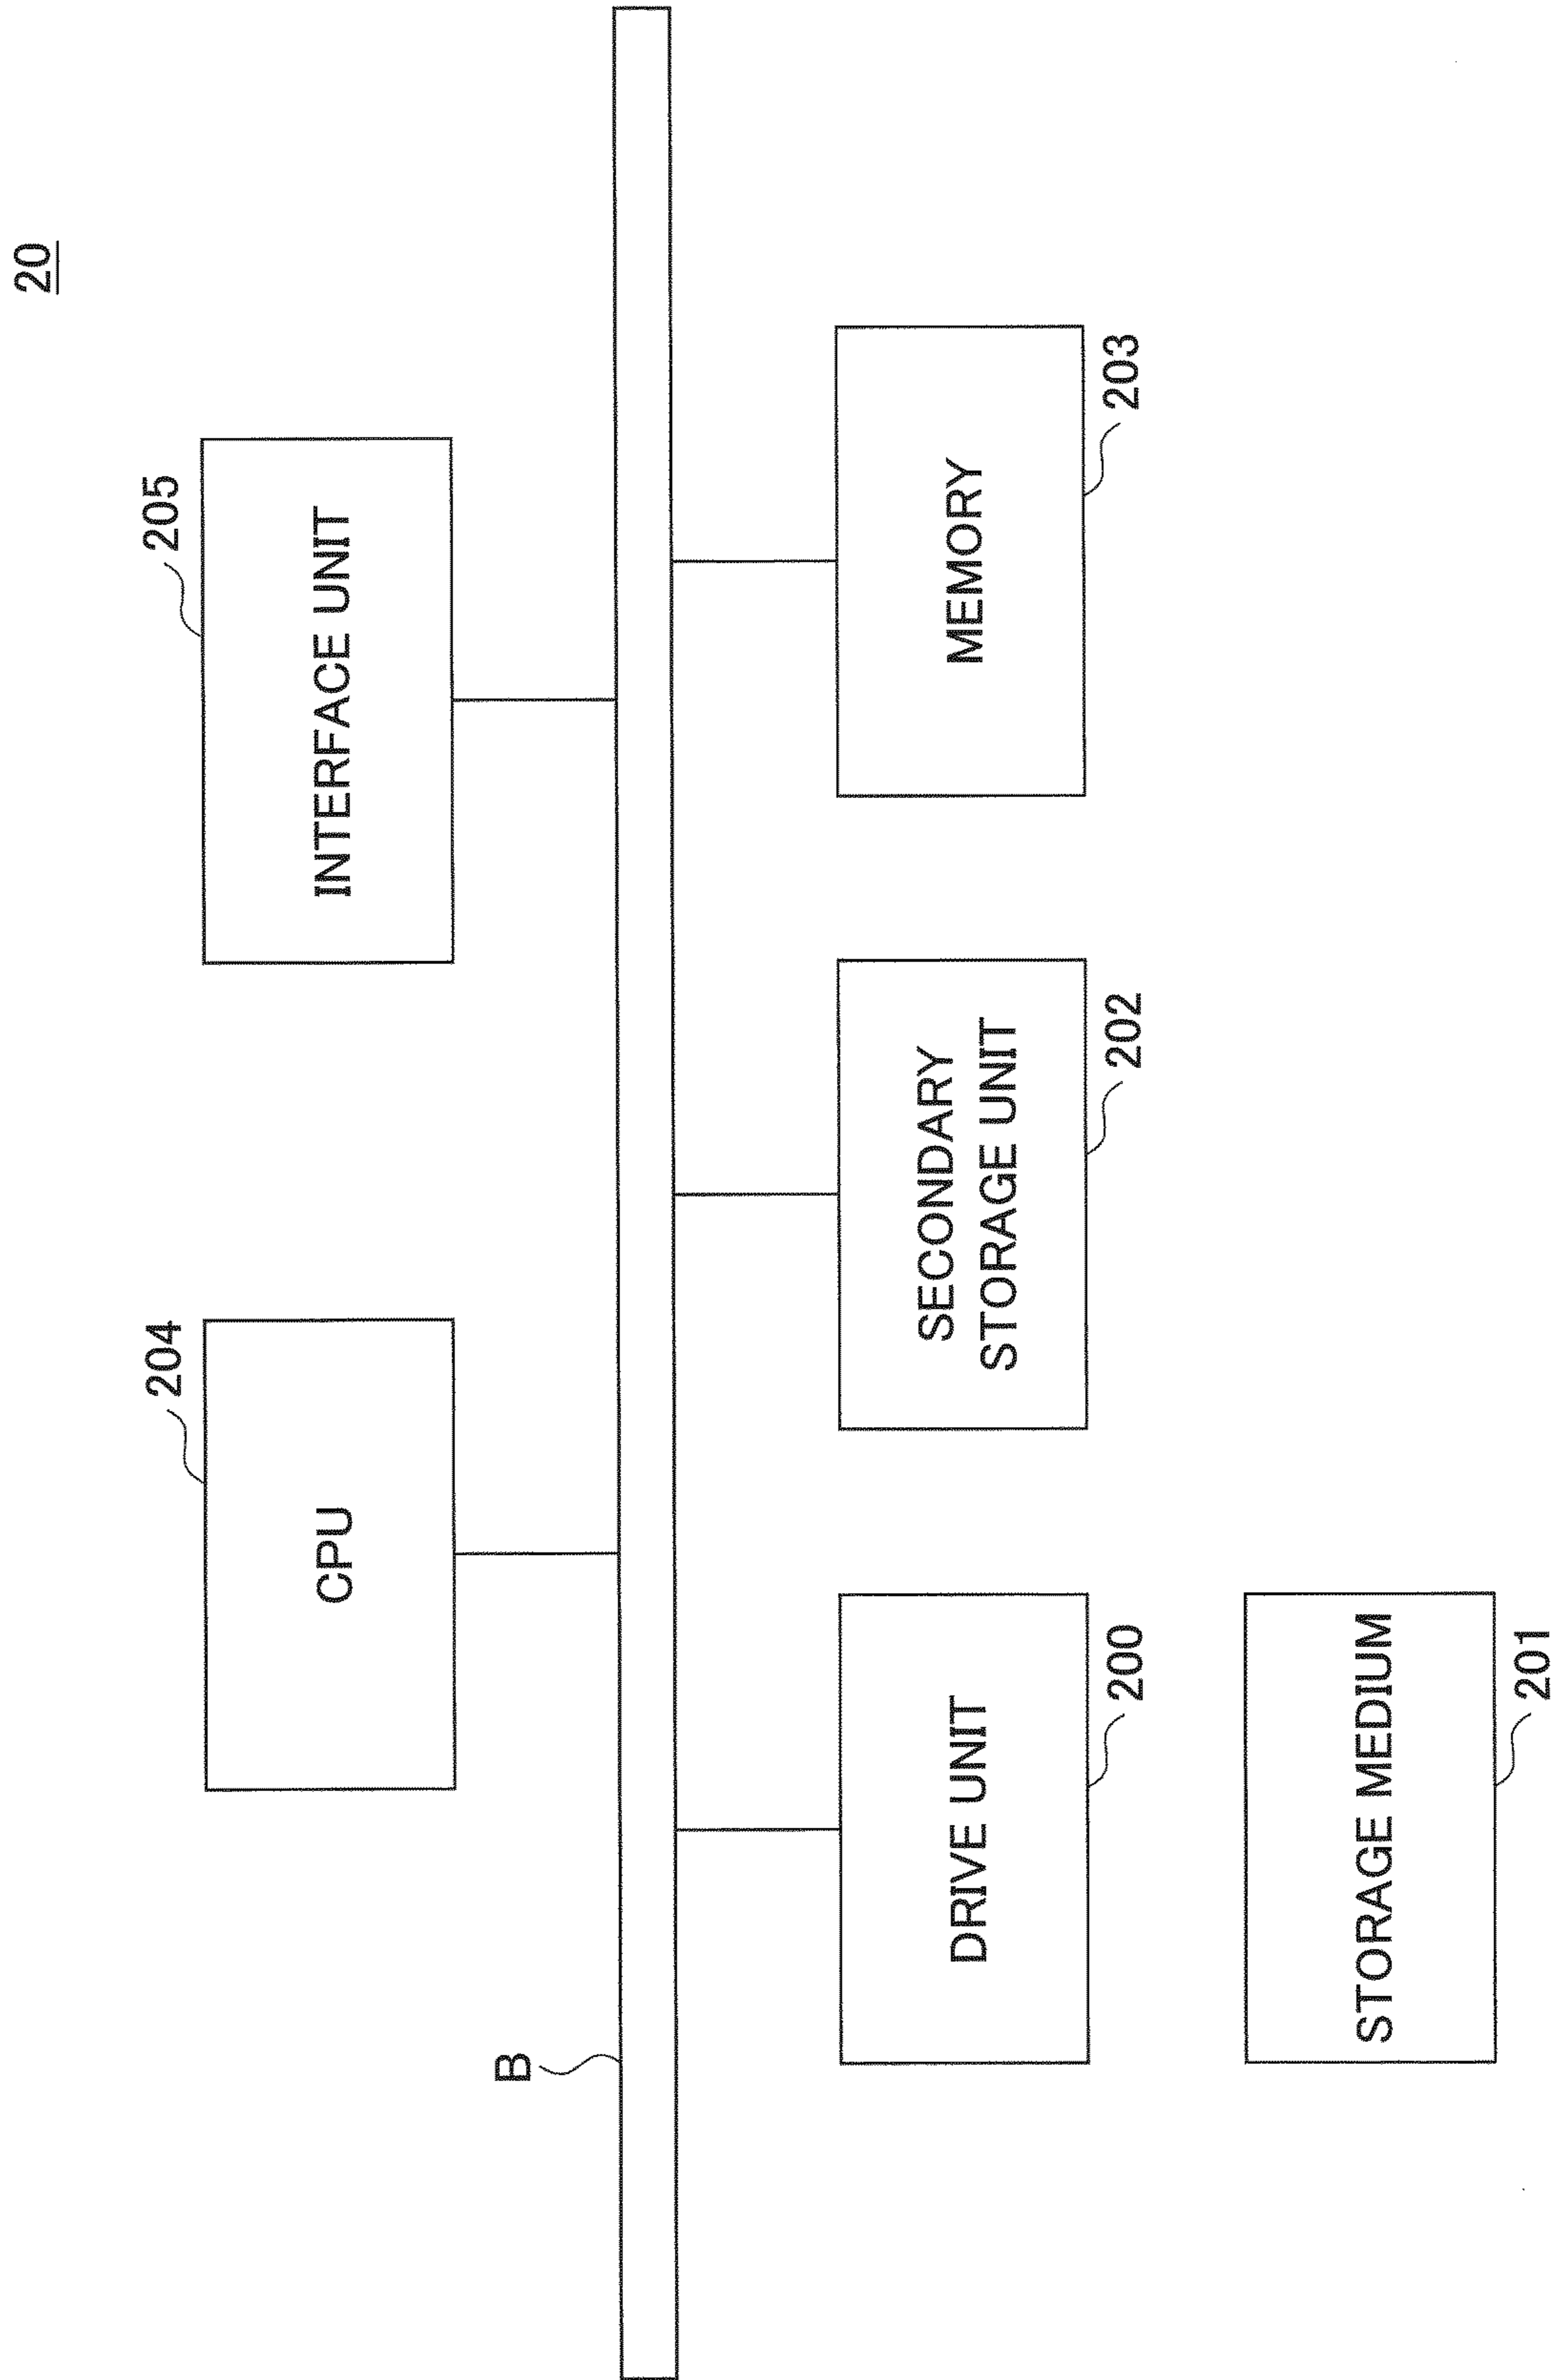 20
204
205
CPU
INTERFACE UNIT
B
DRIVE UNIT
SECONDARY
STORAGE UNIT
MEMORY
200
202
203
STORAGE MEDIUM
201